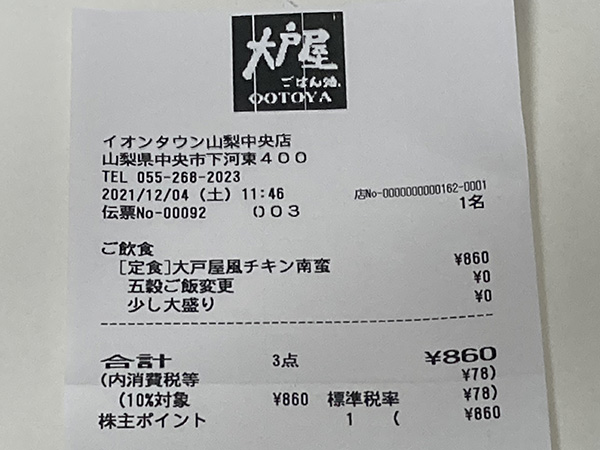 大戸屋
ごはん処
OOTOYA
イオンタウン山梨中央店
山梨県中央市下河東400
TEL 055-268-2023
2021/12/04 (土) 11:46 店No-0000000000162-0001
伝票No-00092 003 1名
ご飲食
[定食]大戸屋風チキン南蛮 ¥860
五穀ご飯変更 ¥0
少し大盛り ¥0
合計 3点 ¥860
(内消費税等 ¥78)
(10%対象 ¥860 標準税率 ¥78)
株主ポイント 1 ( ¥860